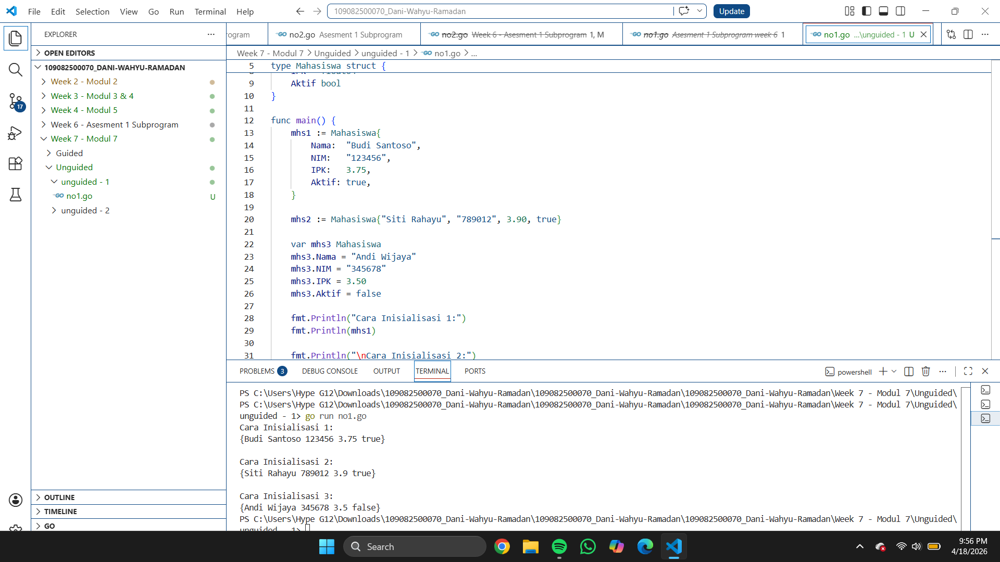 File Edit Selection View Go Run Terminal Help
109082500070_Dani-Wahyu-Ramadan
Update
EXPLORER
OPEN EDITORS
109082500070_DANI-WAHYU-RAMADAN
Week 2 - Modul 2
Week 3 - Modul 3 & 4
Week 4 - Modul 5
Week 6 - Asesment 1 Subprogram
Week 7 - Modul 7
Guided
Unguided
unguided - 1
GO no1.go U
unguided - 2
17
OUTLINE
TIMELINE
GO
rogram
GO no2.go Asesment 1 Subprogram
GO no2.go Week 6 - Asesment 1 Subprogram 1, M
GO no1.go Asesment 1 Subprogram week 6 1
GO no1.go ...\unguided - 1 U
Week 7 - Modul 7 > Unguided > unguided - 1 > GO no1.go > ...
5 type Mahasiswa struct {
9 Aktif bool
10 }
11
12 func main() {
13 mhs1 := Mahasiswa{
14 Nama: "Budi Santoso",
15 NIM: "123456",
16 IPK: 3.75,
17 Aktif: true,
18 }
19
20 mhs2 := Mahasiswa{"Siti Rahayu", "789012", 3.90, true}
21
22 var mhs3 Mahasiswa
23 mhs3.Nama = "Andi Wijaya"
24 mhs3.NIM = "345678"
25 mhs3.IPK = 3.50
26 mhs3.Aktif = false
27
28 fmt.Println("Cara Inisialisasi 1:")
29 fmt.Println(mhs1)
30
31 fmt.Println("\nCara Inisialisasi 2:")
PROBLEMS 3 DEBUG CONSOLE OUTPUT TERMINAL PORTS
powershell
PS C:\Users\Hype G12\Downloads\109082500070_Dani-Wahyu-Ramadan\109082500070_Dani-Wahyu-Ramadan\109082500070_Dani-Wahyu-Ramadan\Week 7 - Modul 7\Unguided\
PS C:\Users\Hype G12\Downloads\109082500070_Dani-Wahyu-Ramadan\109082500070_Dani-Wahyu-Ramadan\109082500070_Dani-Wahyu-Ramadan\Week 7 - Modul 7\Unguided\
unguided - 1> go run no1.go
Cara Inisialisasi 1:
{Budi Santoso 123456 3.75 true}
Cara Inisialisasi 2:
{Siti Rahayu 789012 3.9 true}
Cara Inisialisasi 3:
{Andi Wijaya 345678 3.5 false}
PS C:\Users\Hype G12\Downloads\109082500070_Dani-Wahyu-Ramadan\109082500070_Dani-Wahyu-Ramadan\109082500070_Dani-Wahyu-Ramadan\Week 7 - Modul 7\Unguided\
unguided - 1>
Search
9:56 PM
4/18/2026